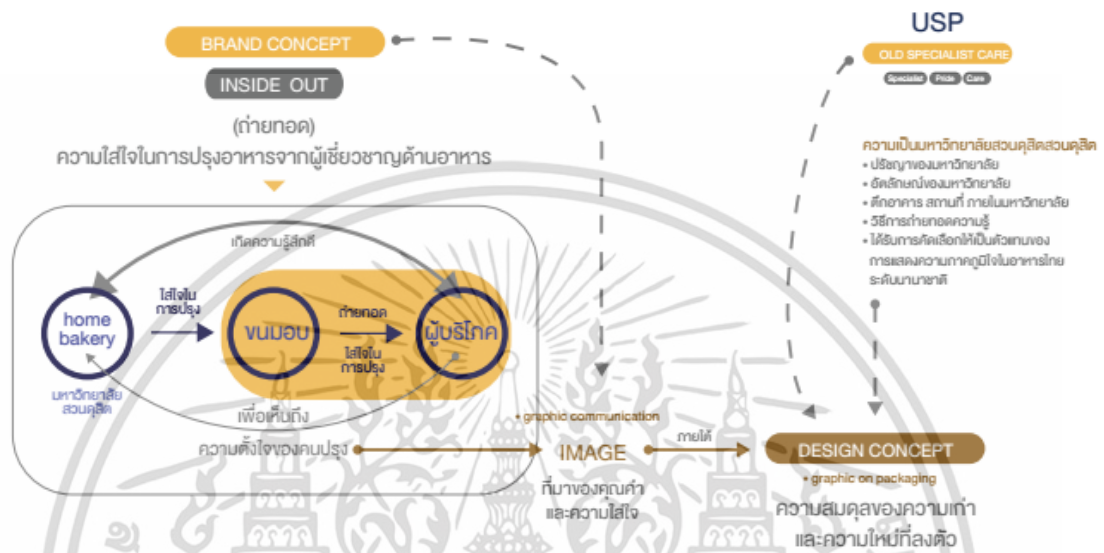 BRAND CONCEPT
INSIDE OUT
(ถ่ายทอด)
ความใส่ใจในการปรุงอาหารจากผู้เชี่ยวชาญด้านอาหาร
USP
OLD SPECIALIST CARE
Specialist Pride Care
ความเป็นมหาวิทยาลัยสวนดุสิตสวนดุสิต
• ปรัชญาของมหาวิทยาลัย
• อัตลักษณ์ของมหาวิทยาลัย
• ตึกอาคาร สถานที่ ภายในมหาวิทยาลัย
• วิธีการถ่ายทอดความรู้
• ได้รับการคัดเลือกให้เป็นตัวแทนของ
การแสดงความภาคภูมิใจในอาหารไทย
ระดับนานาชาติ
เกิดความรู้สึกดี
home
bakery
ใส่ใจใน
การปรุง
ขนมอบ
ถ่ายทอด
ใส่ใจใน
การปรุง
ผู้บริโภค
มหาวิทยาลัย
สวนดุสิต
เพื่อเห็นถึง
ความตั้งใจของคนปรุง
• graphic communication
IMAGE
ที่มาของคุณค่า
และความใส่ใจ
ภายใต้
DESIGN CONCEPT
• graphic on packaging
ความสมดุลของความเก่า
และความใหม่ที่ลงตัว